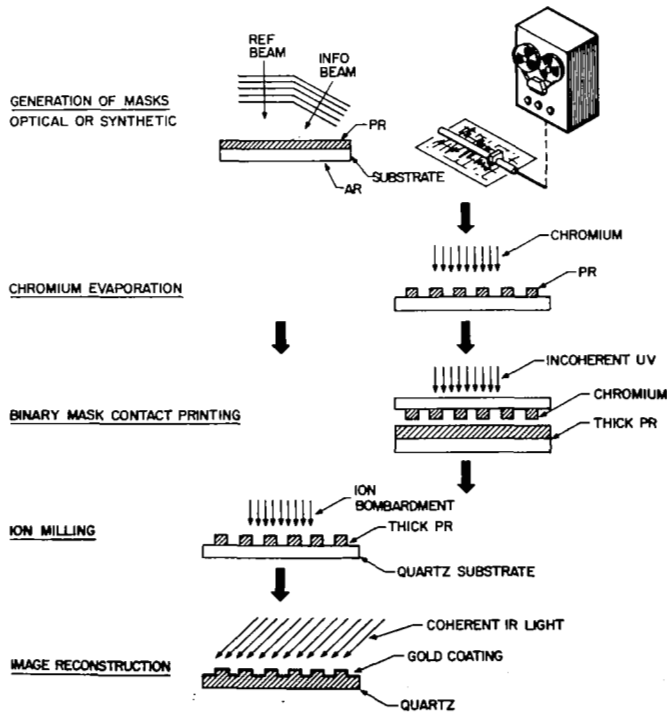 REF
BEAM
INFO
BEAM
GENERATION OF MASKS
OPTICAL OR SYNTHETIC
PR
SUBSTRATE
AR
CHROMIUM
PR
CHROMIUM EVAPORATION
INCOHERENT UV
CHROMIUM
BINARY MASK CONTACT PRINTING
THICK PR
ION
BOMBARDMENT
ION MILLING
THICK PR
QUARTZ SUBSTRATE
COHERENT IR LIGHT
GOLD COATING
IMAGE RECONSTRUCTION
QUARTZ